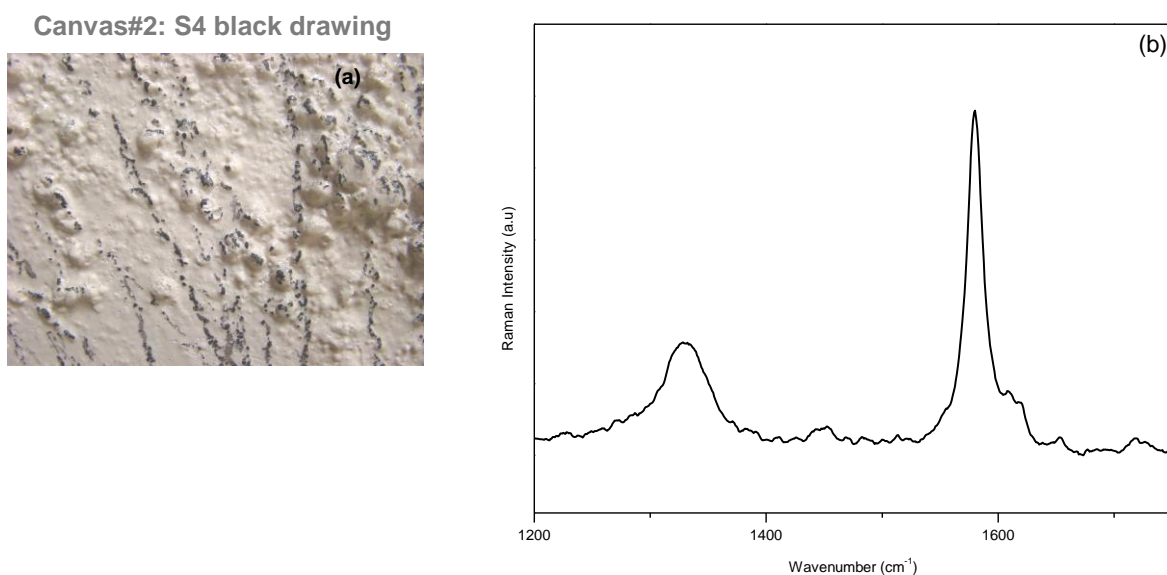 Canvas#2: S4 black drawing
(a)
(b)
Raman Intensity (a.u)
1200
1400
1600
Wavenumber (cm⁻¹)